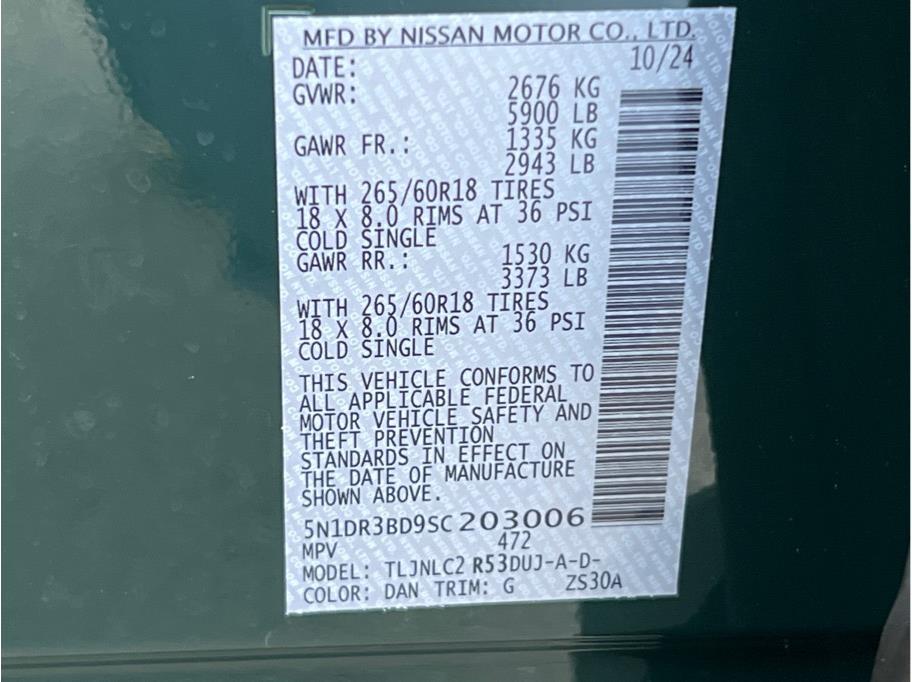 MFD BY NISSAN MOTOR CO., LTD.
DATE: 10/24
GVWR: 2676 KG
5900 LB
GAWR FR.: 1335 KG
2943 LB
WITH 265/60R18 TIRES
18 X 8.0 RIMS AT 36 PSI
COLD SINGLE
GAWR RR.: 1530 KG
3373 LB
WITH 265/60R18 TIRES
18 X 8.0 RIMS AT 36 PSI
COLD SINGLE
THIS VEHICLE CONFORMS TO
ALL APPLICABLE FEDERAL
MOTOR VEHICLE SAFETY AND
THEFT PREVENTION
STANDARDS IN EFFECT ON
THE DATE OF MANUFACTURE
SHOWN ABOVE.
5N1DR3BD9SC203006
MPV 472
MODEL: TLJNLC2 R53DUJ-A-D-
COLOR: DAN TRIM: G ZS30A